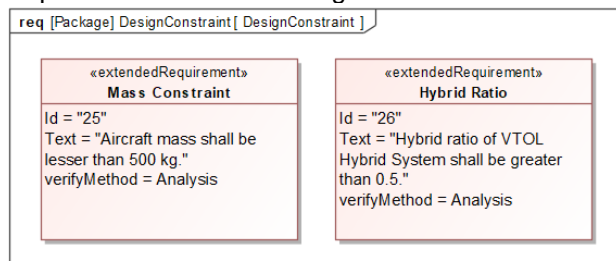 req [Package] DesignConstraint[ DesignConstraint ]
«extendedRequirement»
Mass Constraint
Id = "25"
Text = "Aircraft mass shall be
lesser than 500 kg."
verifyMethod = Analysis
«extendedRequirement»
Hybrid Ratio
Id = "26"
Text = "Hybrid ratio of VTOL
Hybrid System shall be greater
than 0.5."
verifyMethod = Analysis